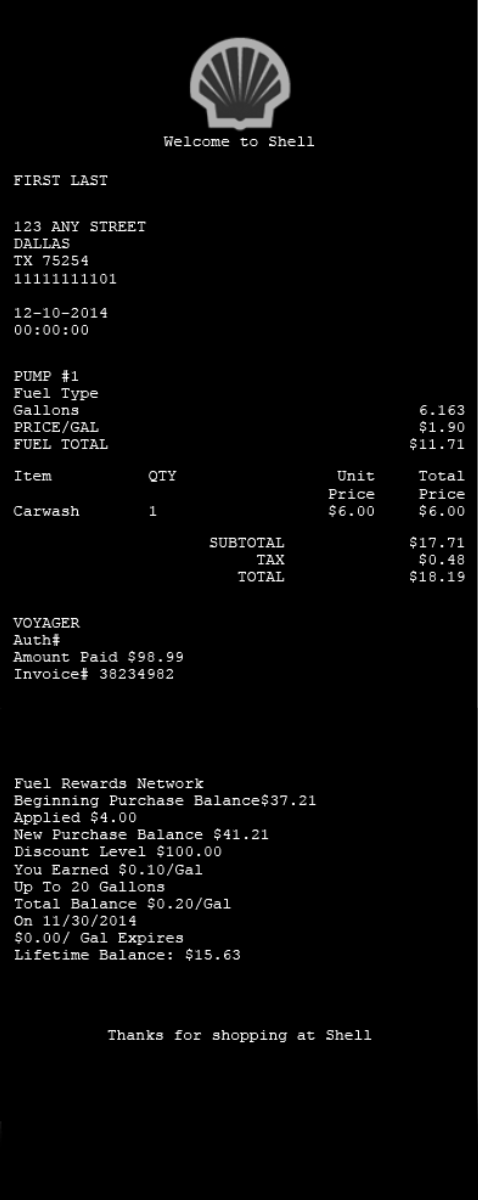 Welcome to Shell
FIRST LAST
123 ANY STREET
DALLAS
TX 75254
11111111101
12-10-2014
00:00:00
PUMP #1
Fuel Type
Gallons 6.163
PRICE/GAL $1.90
FUEL TOTAL $11.71
Item QTY Unit Total
Price Price
Carwash 1 $6.00 $6.00
SUBTOTAL $17.71
TAX $0.48
TOTAL $18.19
VOYAGER
Auth#
Amount Paid $98.99
Invoice# 38234982
Fuel Rewards Network
Beginning Purchase Balance$37.21
Applied $4.00
New Purchase Balance $41.21
Discount Level $100.00
You Earned $0.10/Gal
Up To 20 Gallons
Total Balance $0.20/Gal
On 11/30/2014
$0.00/ Gal Expires
Lifetime Balance: $15.63
Thanks for shopping at Shell